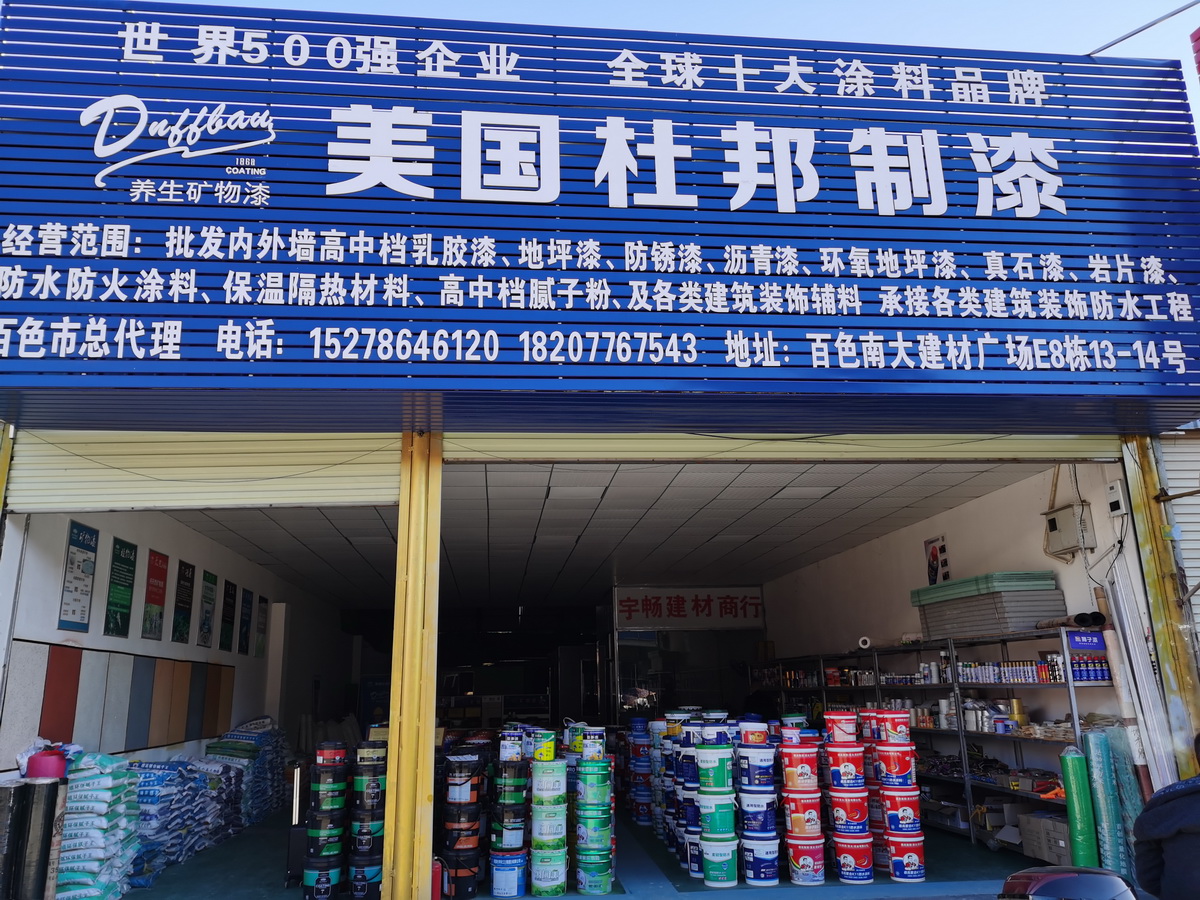 世界500强企业 全球十大涂料品牌
Duffbau
1868
COATING
养生矿物漆
美国杜邦制漆
经营范围：批发内外墙高中档乳胶漆、地坪漆、防锈漆、沥青漆、环氧地坪漆、真石漆、岩片漆、
防水防火涂料、保温隔热材料、高中档腻子粉、及各类建筑装饰辅料 承接各类建筑装饰防水工程
百色市总代理 电话：15278646120 18207767543 地址：百色南大建材广场E8栋13-14号
宇畅建材商行